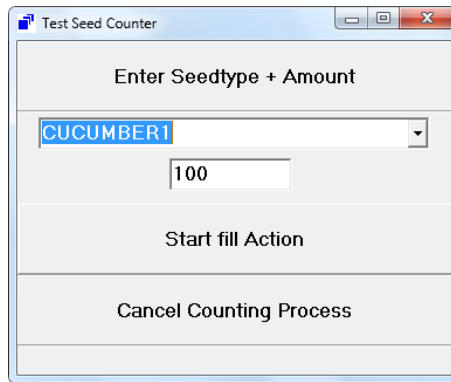 Test Seed Counter
Enter Seedtype + Amount
CUCUMBER1
100
Start fill Action
Cancel Counting Process